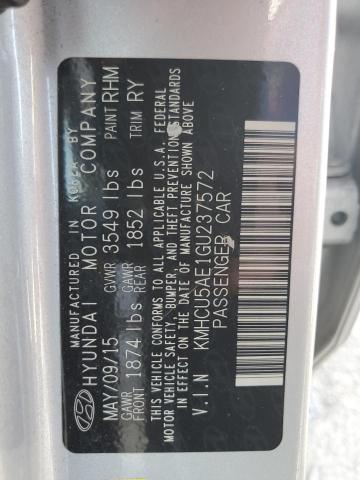 MANUFACTURED IN KOREA BY
HYUNDAI MOTOR COMPANY
MAY/09/15 GVWR 3549 lbs PAINT RHM
GAWR FRONT 1874 lbs GAWR REAR 1852 lbs TRIM RY
THIS VEHICLE CONFORMS TO ALL APPLICABLE U.S.A. FEDERAL
MOTOR VEHICLE SAFETY, BUMPER, AND THEFT PREVENTION STANDARDS
IN EFFECT ON THE DATE OF MANUFACTURE SHOWN ABOVE
V.I.N KMHCU5AE1GU237572
PASSENGER CAR